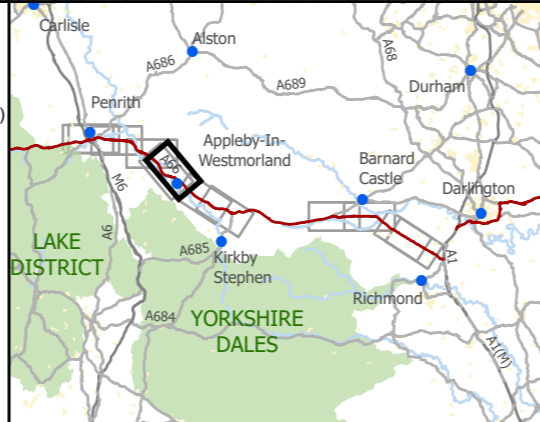 Carlisle
Alston
A686
A68
A689
Durham
)
Penrith
Appleby-In-
Westmorland
A66
Barnard
Castle
Darlington
M6
A6
LAKE
DISTRICT
A685
Kirkby
Stephen
A1
Richmond
A684
YORKSHIRE
DALES
A1(M)